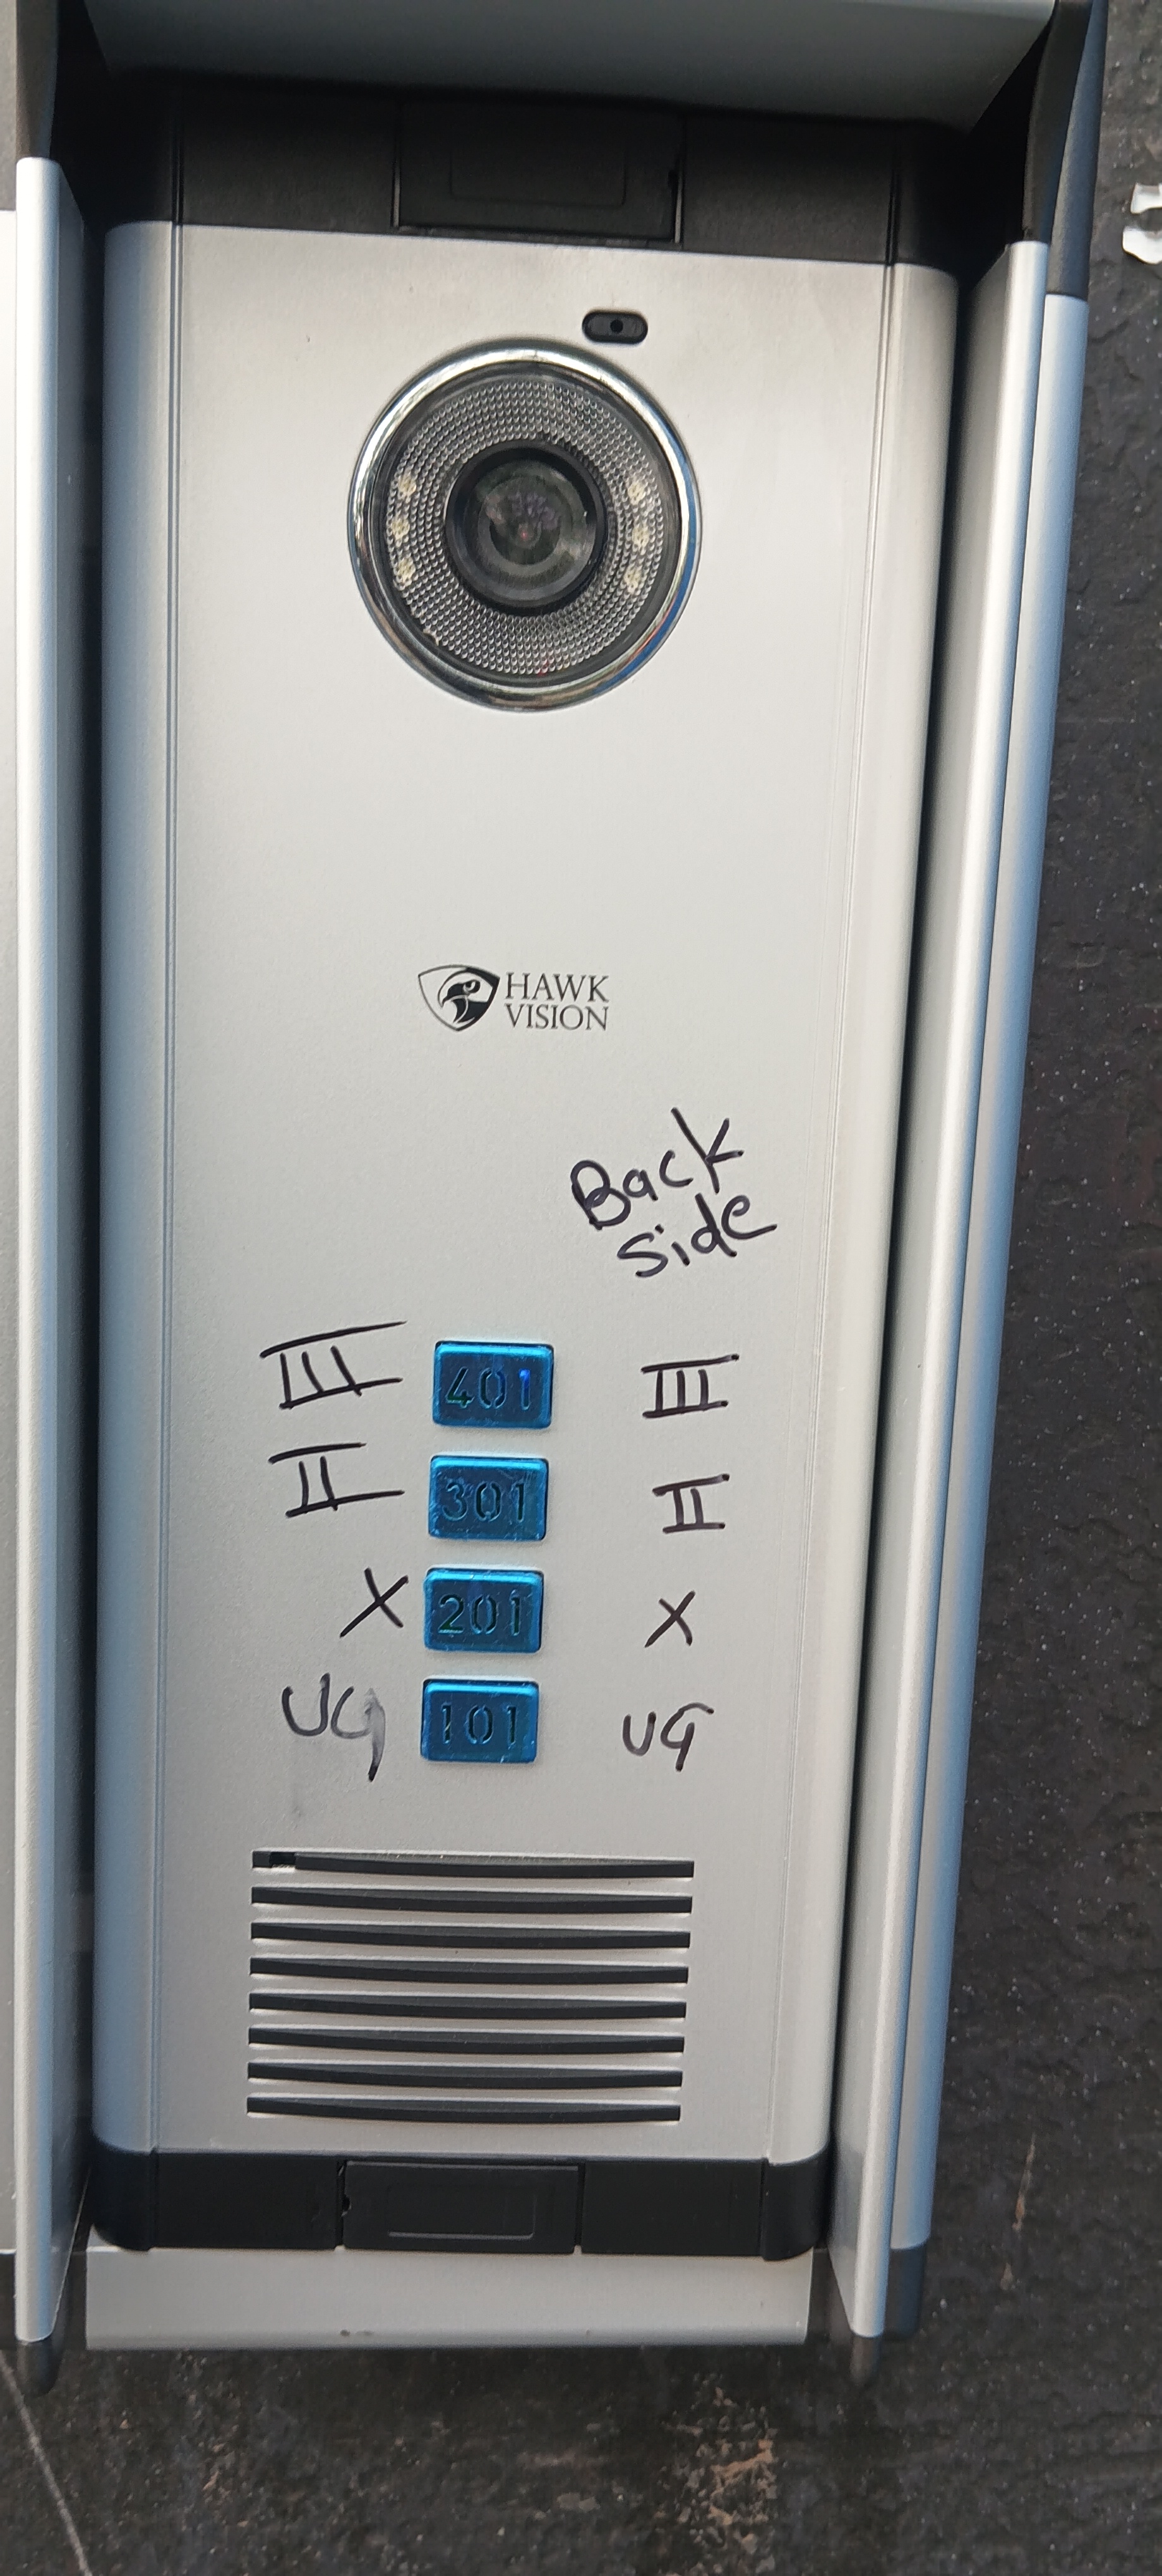 HAWK
VISION
Back
Side
III 401 III
II 301 II
X 201 X
UG 101 UG